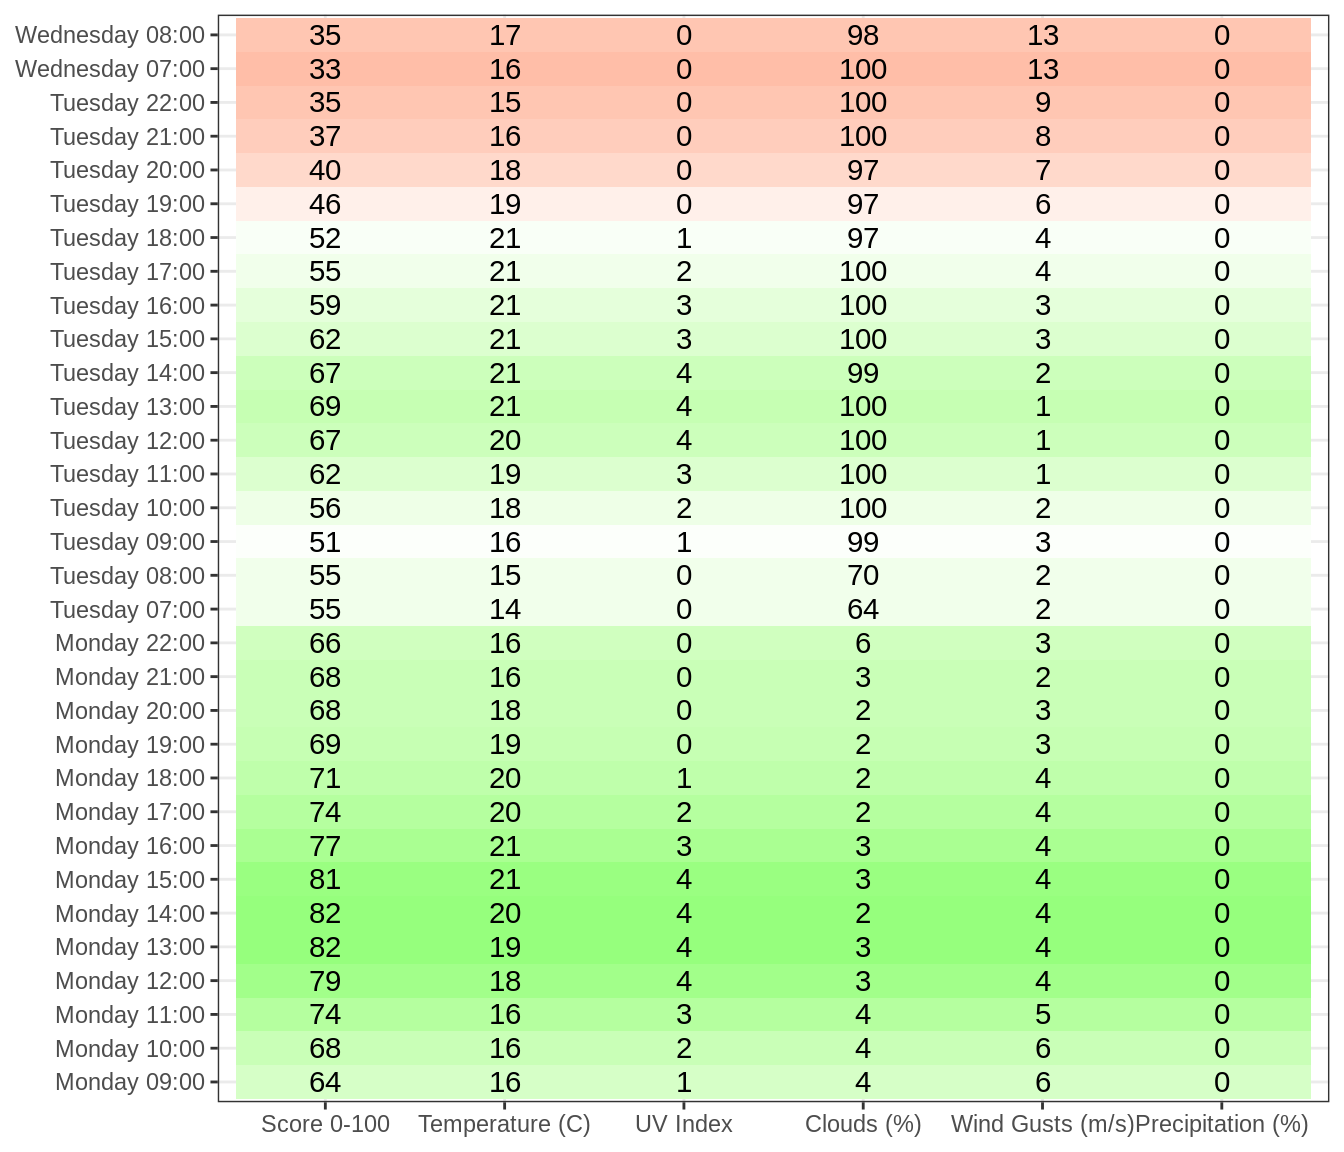 Wednesday 08:00 35 17 0 98 13 0
Wednesday 07:00 33 16 0 100 13 0
Tuesday 22:00 35 15 0 100 9 0
Tuesday 21:00 37 16 0 100 8 0
Tuesday 20:00 40 18 0 97 7 0
Tuesday 19:00 46 19 0 97 6 0
Tuesday 18:00 52 21 1 97 4 0
Tuesday 17:00 55 21 2 100 4 0
Tuesday 16:00 59 21 3 100 3 0
Tuesday 15:00 62 21 3 100 3 0
Tuesday 14:00 67 21 4 99 2 0
Tuesday 13:00 69 21 4 100 1 0
Tuesday 12:00 67 20 4 100 1 0
Tuesday 11:00 62 19 3 100 1 0
Tuesday 10:00 56 18 2 100 2 0
Tuesday 09:00 51 16 1 99 3 0
Tuesday 08:00 55 15 0 70 2 0
Tuesday 07:00 55 14 0 64 2 0
Monday 22:00 66 16 0 6 3 0
Monday 21:00 68 16 0 3 2 0
Monday 20:00 68 18 0 2 3 0
Monday 19:00 69 19 0 2 3 0
Monday 18:00 71 20 1 2 4 0
Monday 17:00 74 20 2 2 4 0
Monday 16:00 77 21 3 3 4 0
Monday 15:00 81 21 4 3 4 0
Monday 14:00 82 20 4 2 4 0
Monday 13:00 82 19 4 3 4 0
Monday 12:00 79 18 4 3 4 0
Monday 11:00 74 16 3 4 5 0
Monday 10:00 68 16 2 4 6 0
Monday 09:00 64 16 1 4 6 0
Score 0-100 Temperature (C) UV Index Clouds (%) Wind Gusts (m/s) Precipitation (%)